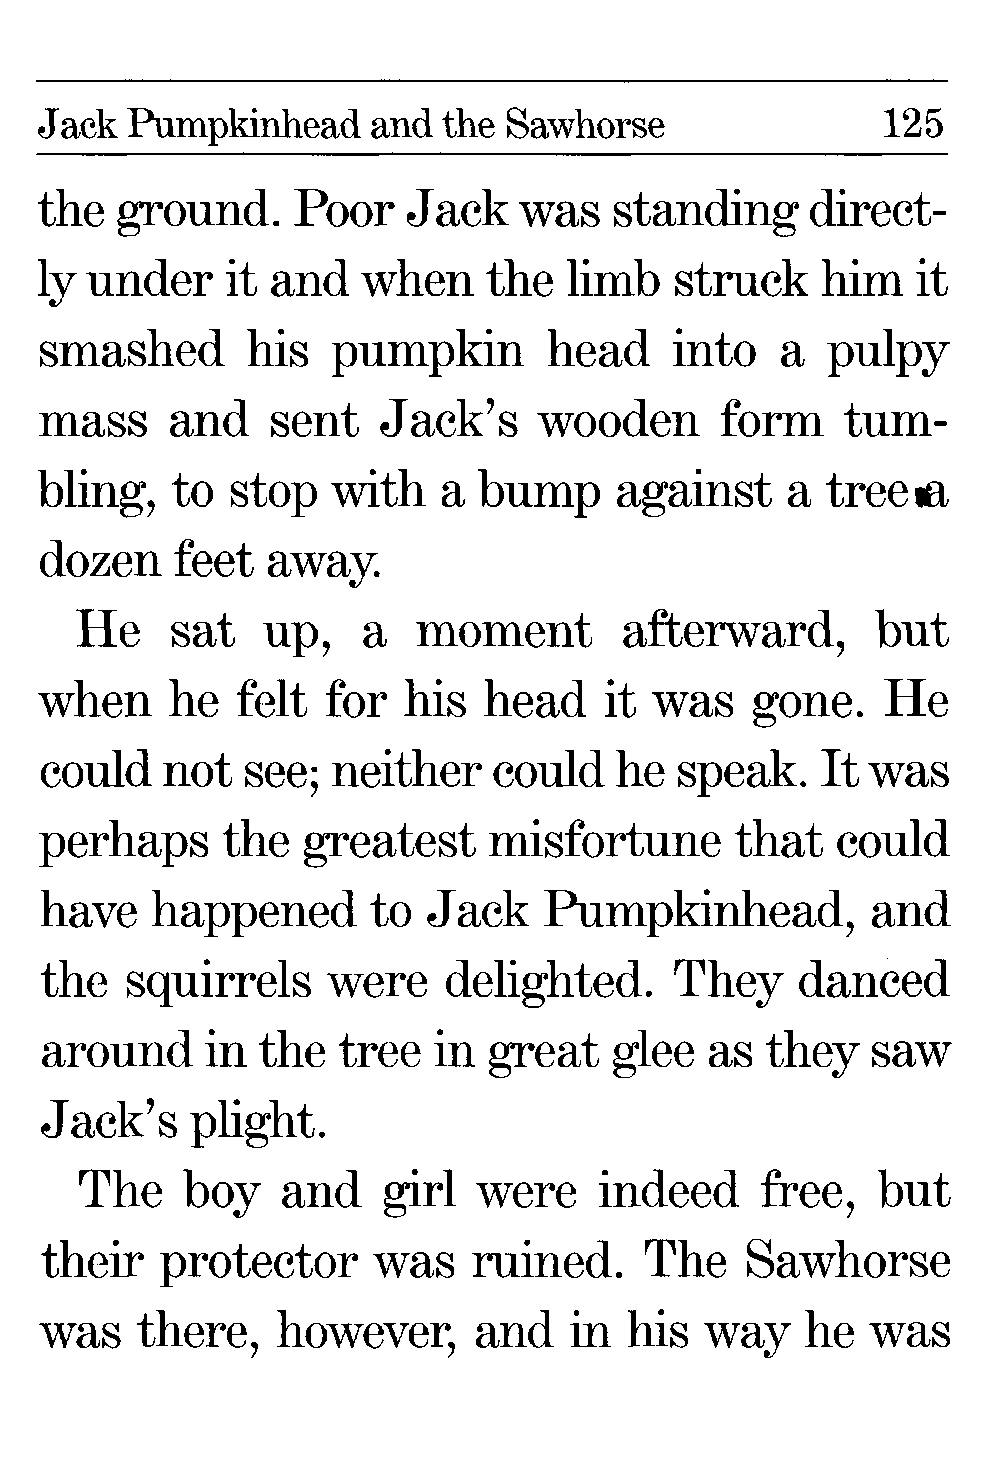 Jack Pumpkinhead and the Sawhorse 125
the ground. Poor Jack was standing direct-
ly under it and when the limb struck him it
smashed his pumpkin head into a pulpy
mass and sent Jack's wooden form tum-
bling, to stop with a bump against a tree a
dozen feet away.
He sat up, a moment afterward, but
when he felt for his head it was gone. He
could not see; neither could he speak. It was
perhaps the greatest misfortune that could
have happened to Jack Pumpkinhead, and
the squirrels were delighted. They danced
around in the tree in great glee as they saw
Jack's plight.
The boy and girl were indeed free, but
their protector was ruined. The Sawhorse
was there, however, and in his way he was